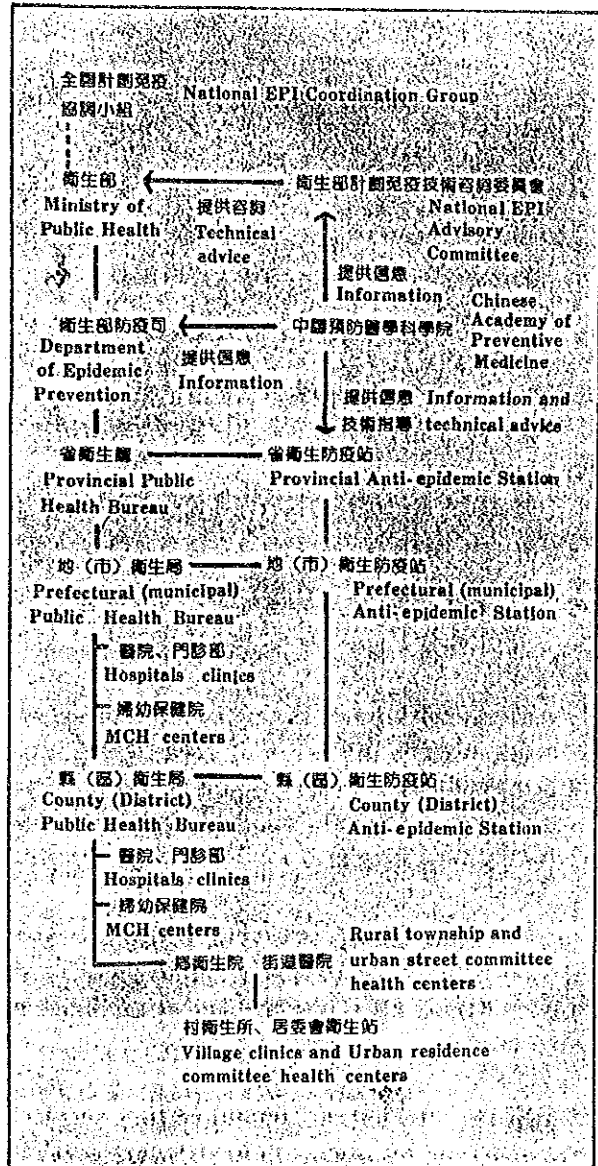 全國計劃免疫
協調小組
National EPI Coordination Group
衛生部
Ministry of
Public Health
提供咨詢
Technical
advice
衛生部計劃免疫技術咨詢委員會
National EPI
Advisory
Committee
提供信息
Information
衛生部防疫司
Department
of Epidemic
Prevention
提供信息
Information
中國預防醫學科學院
Chinese
Academy of
Preventive
Medicine
提供信息 Information and
技術指導 technical advice
省衛生廳
Provincial Public
Health Bureau
省衛生防疫站
Provincial Anti-epidemic Station
地（市）衛生局
Prefectural (municipal)
Public Health Bureau
地（市）衛生防疫站
Prefectural (municipal)
Anti-epidemic Station
醫院、門診部
Hospitals clinics
婦幼保健院
MCH centers
縣（區）衛生局
County (District)
Public Health Bureau
縣（區）衛生防疫站
County (District)
Anti-epidemic Station
醫院、門診部
Hospitals clinics
婦幼保健院
MCH centers
衛生院 街道醫院
Rural township and
urban street committee
health centers
村衛生所、居委會衛生站
Village clinics and Urban residence
committee health centers